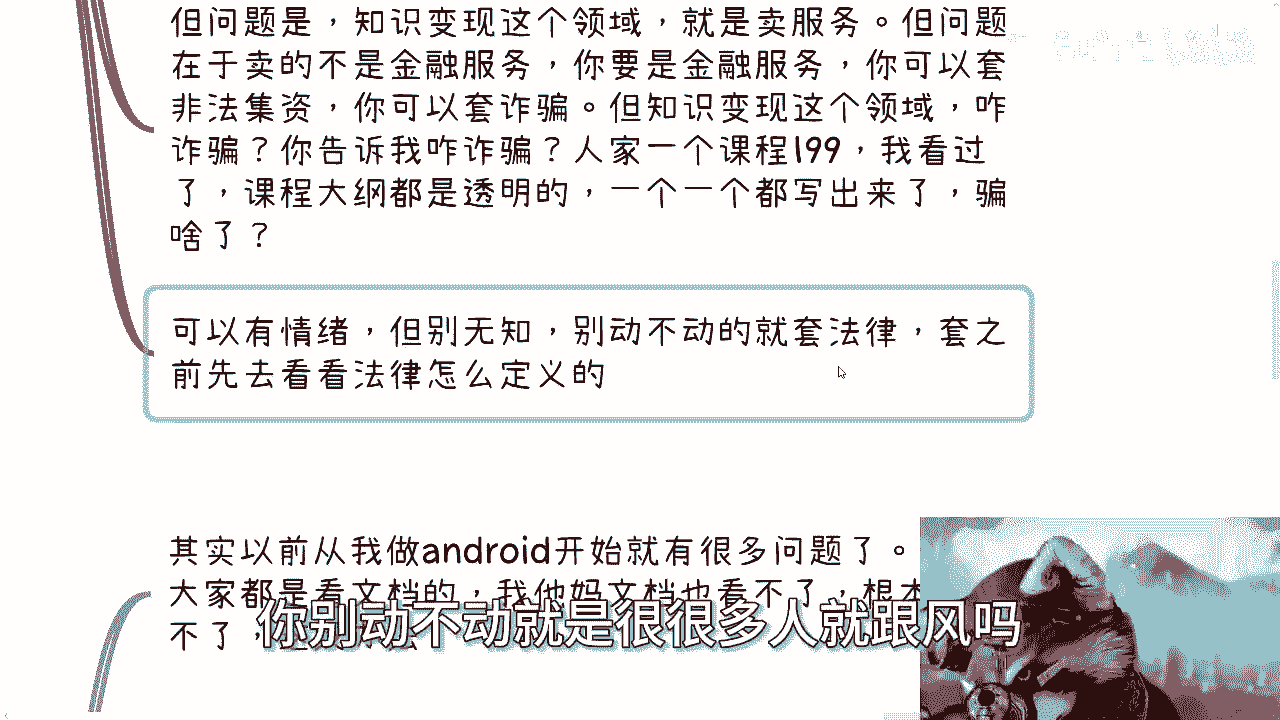 但问题是，知识变现这个领域，就是卖服务。但问题
在于卖的不是金融服务，你要是金融服务，你可以套
非法集资，你可以套诈骗。但知识变现这个领域，咋
诈骗？你告诉我咋诈骗？人家一个课程199，我看过
了，课程大纲都是透明的，一个一个都写出来了，骗
啥了？
可以有情绪，但别无知，别动不动的就套法律，套之
前先去看看法律怎么定义的
其实以前从我做android开始就有很多问题了。
大家都是看文档的，我他妈文档也看不了，根本
不了，
你别动不动就是很很多人就跟风吗